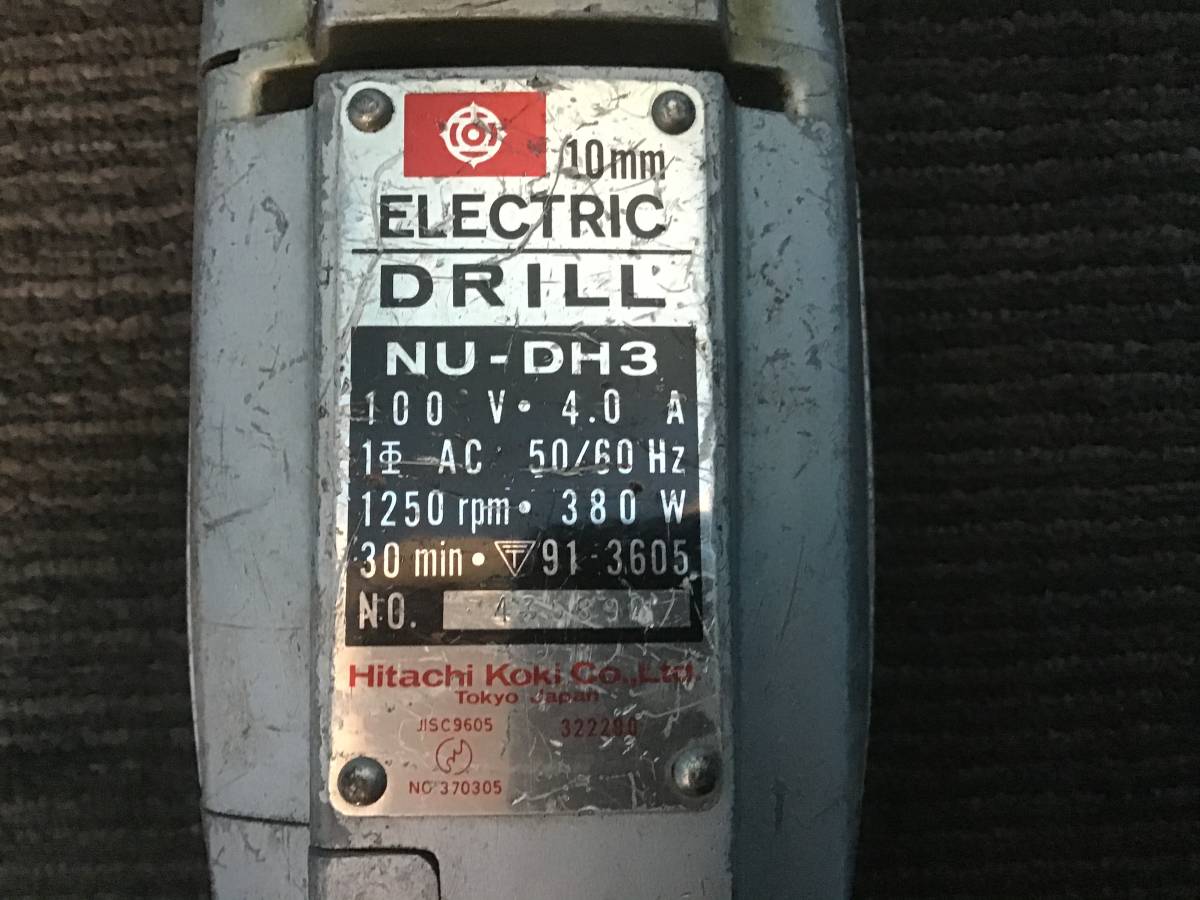 10mm
ELECTRIC
DRILL
NU-DH3
100 V・4.0 A
1Φ AC 50/60 Hz
1250 rpm・380 W
30 min・ 91-3605
NO.
Hitachi Koki Co.,Ltd.
Tokyo Japan
JISC9605 322280
NO 370305